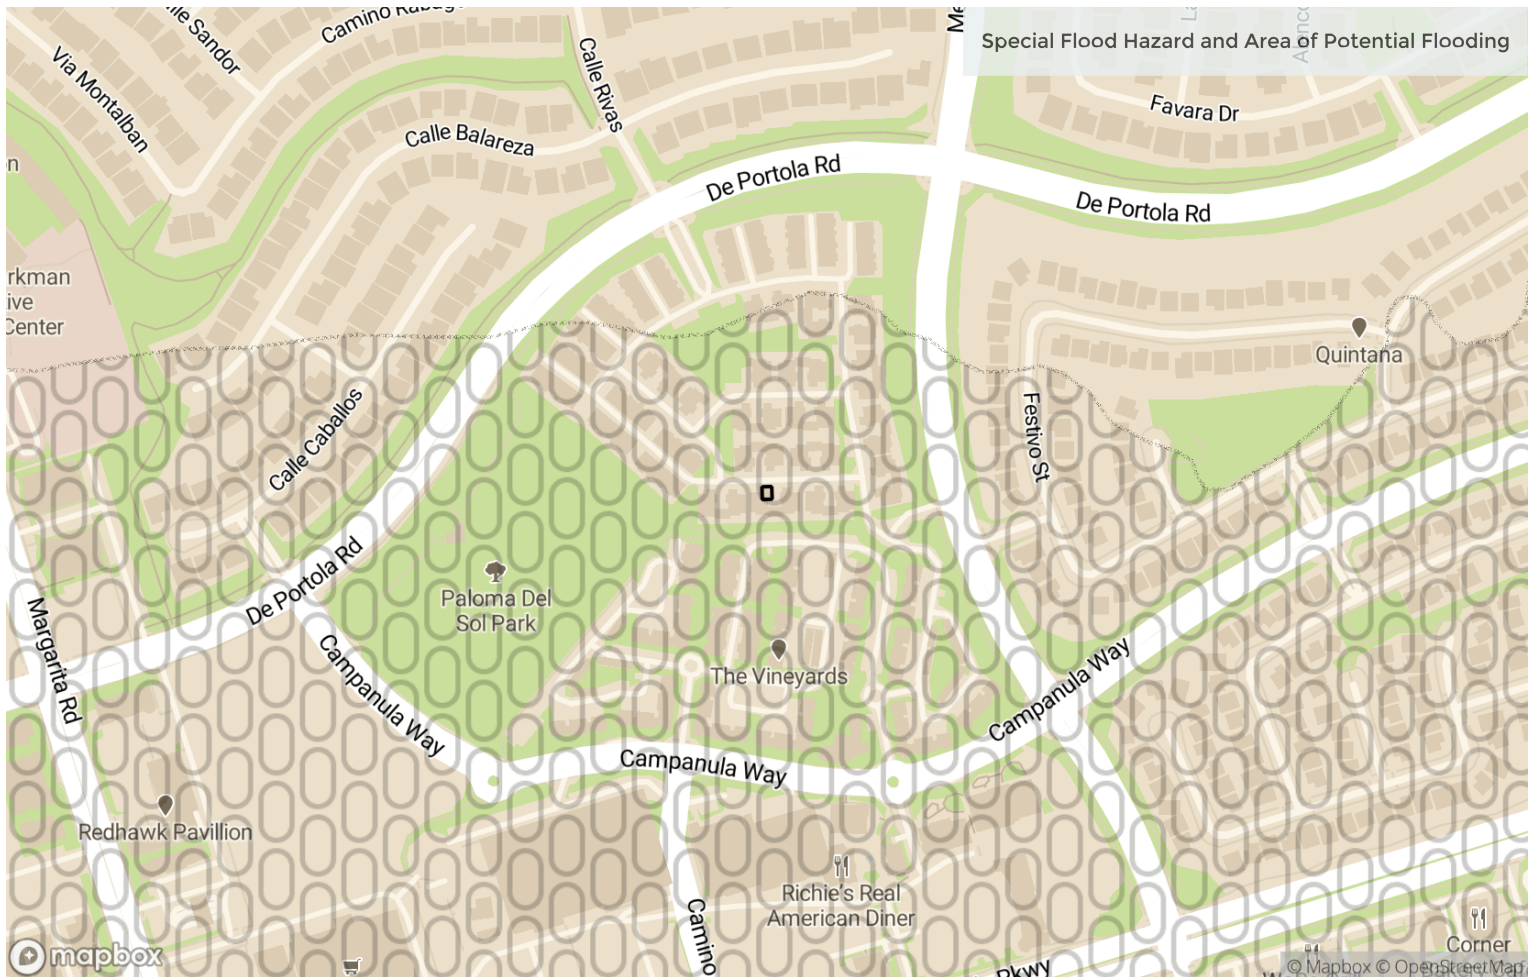 Special Flood Hazard and Area of Potential Flooding
Calle Sandor
Camino Rabago
Via Montalban
Calle Rivas
Calle Balareza
Favara Dr
De Portola Rd
De Portola Rd
Quintana
Calle Caballos
Festivo St
De Portola Rd
Paloma Del
Sol Park
Margarita Rd
Campanula Way
The Vineyards
Campanula Way
Campanula Way
Redhawk Pavillion
Richie's Real
American Diner
Camino
Pkwy
Corner
mapbox
© Mapbox © OpenStreetMap